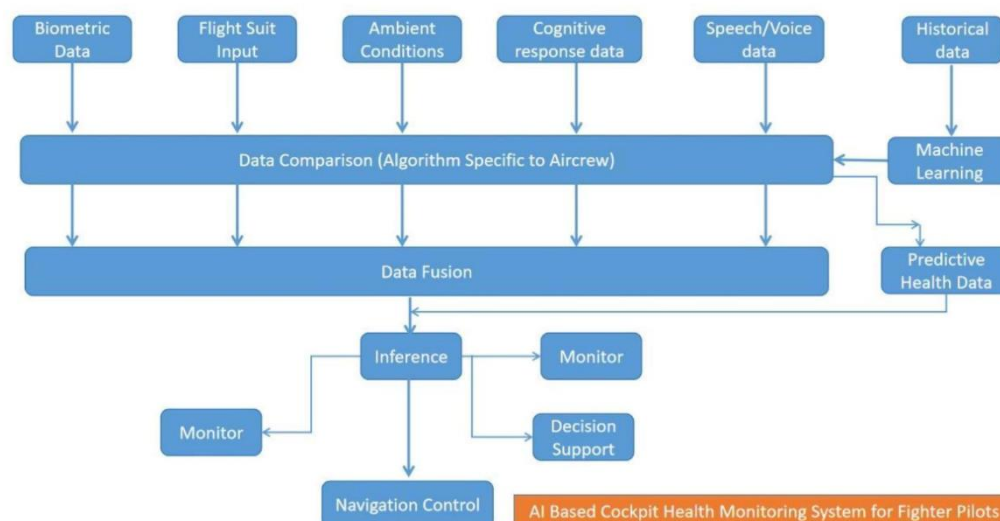 Biometric
Data
Flight Suit
Input
Ambient
Conditions
Cognitive
response data
Speech/Voice
data
Historical
data
Data Comparison (Algorithm Specific to Aircrew)
Machine
Learning
Data Fusion
Predictive
Health Data
Inference
Monitor
Monitor
Decision
Support
Navigation Control
AI Based Cockpit Health Monitoring System for Fighter Pilots